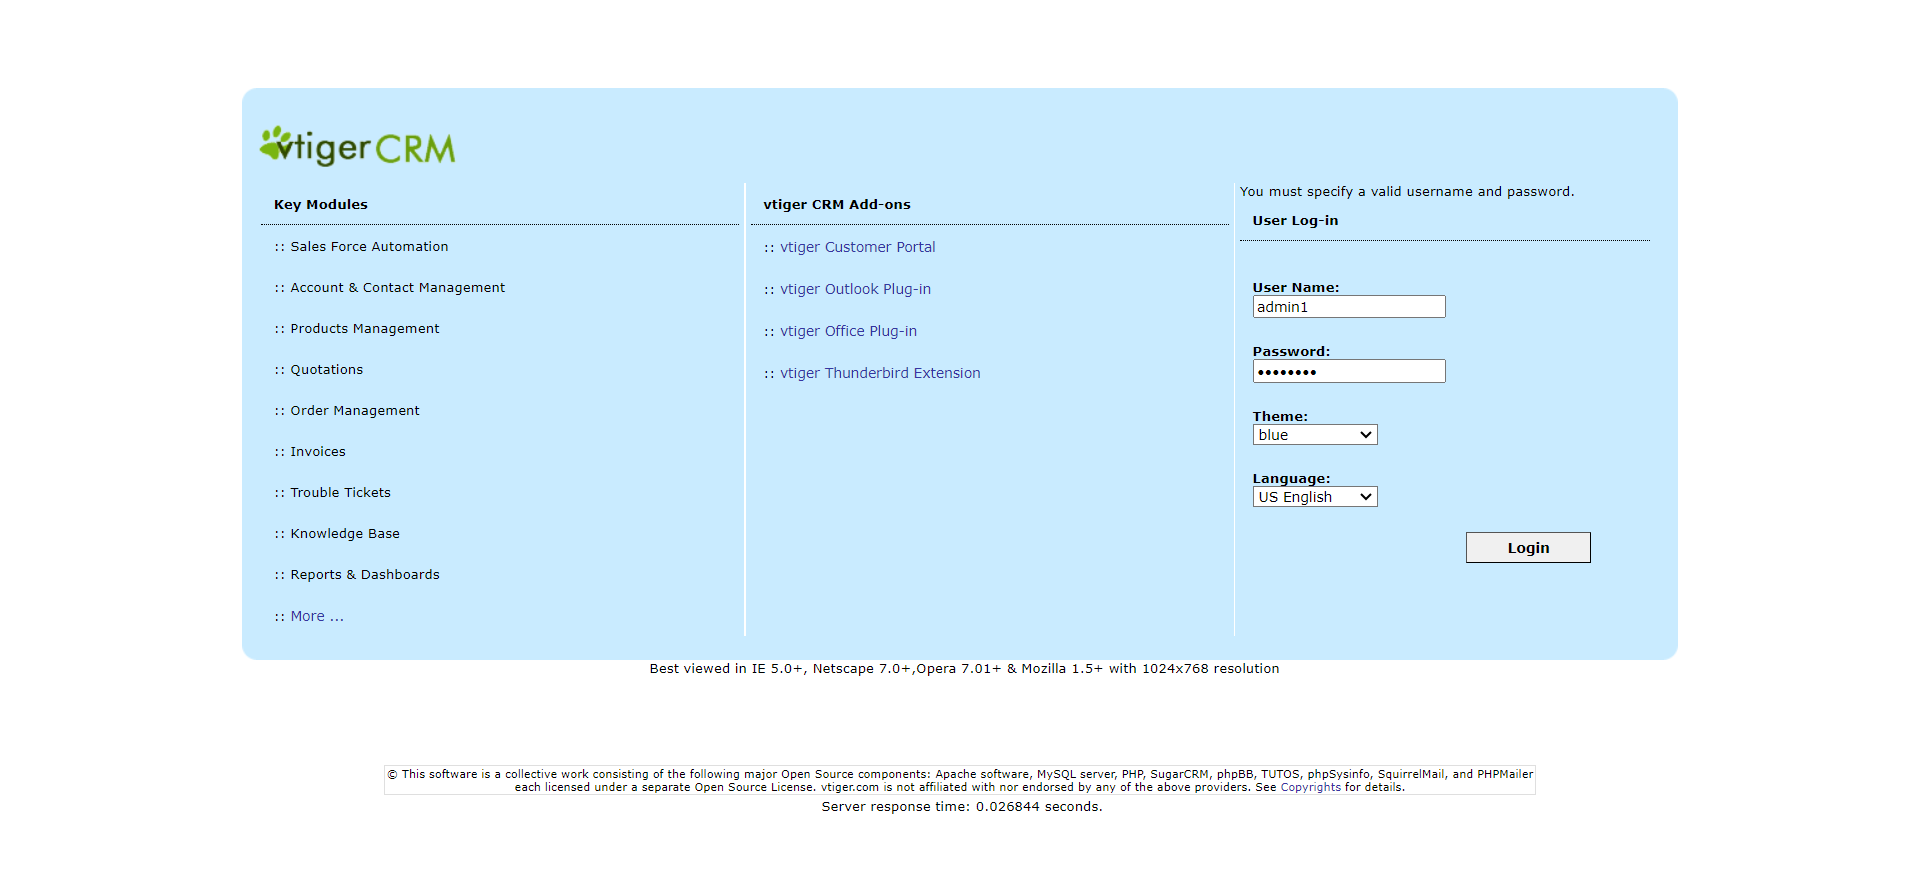 vtiger CRM
Key Modules
:: Sales Force Automation
:: Account & Contact Management
:: Products Management
:: Quotations
:: Order Management
:: Invoices
:: Trouble Tickets
:: Knowledge Base
:: Reports & Dashboards
:: More ...
vtiger CRM Add-ons
:: vtiger Customer Portal
:: vtiger Outlook Plug-in
:: vtiger Office Plug-in
:: vtiger Thunderbird Extension
You must specify a valid username and password.
User Log-in
User Name:
admin1
Password:
••••••••
Theme:
blue
Language:
US English
Login
Best viewed in IE 5.0+, Netscape 7.0+,Opera 7.01+ & Mozilla 1.5+ with 1024x768 resolution
© This software is a collective work consisting of the following major Open Source components: Apache software, MySQL server, PHP, SugarCRM, phpBB, TUTOS, phpSysinfo, SquirrelMail, and PHPMailer
each licensed under a separate Open Source License. vtiger.com is not affiliated with nor endorsed by any of the above providers. See Copyrights for details.
Server response time: 0.026844 seconds.